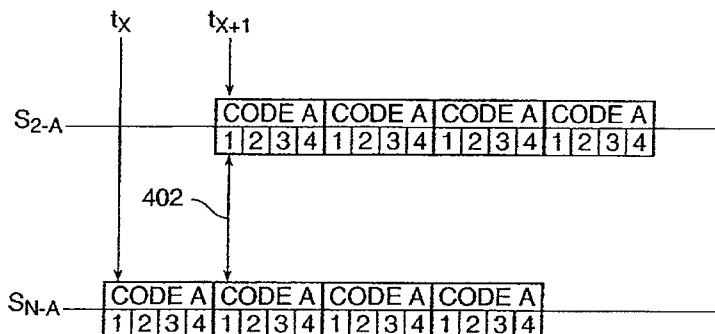 tX tX+1
CODE A CODE A CODE A CODE A
S2-A
1 2 3 4 1 2 3 4 1 2 3 4 1 2 3 4
402
CODE A CODE A CODE A CODE A
SN-A
1 2 3 4 1 2 3 4 1 2 3 4 1 2 3 4